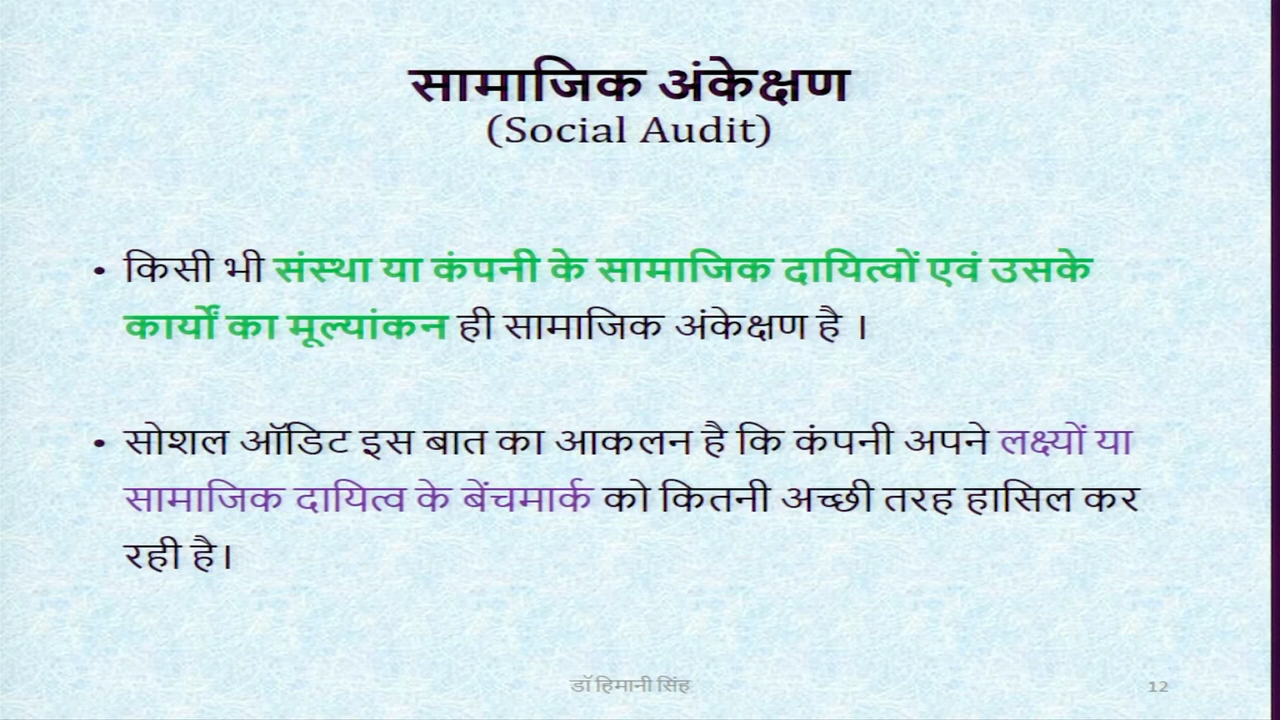 सामाजिक अंकेक्षण
(Social Audit)
• किसी भी संस्था या कंपनी के सामाजिक दायित्वों एवं उसके
कार्यों का मूल्यांकन ही सामाजिक अंकेक्षण है ।
• सोशल ऑडिट इस बात का आकलन है कि कंपनी अपने लक्ष्यों या
सामाजिक दायित्व के बेंचमार्क को कितनी अच्छी तरह हासिल कर
रही है।
डॉ हिमानी सिंह
12